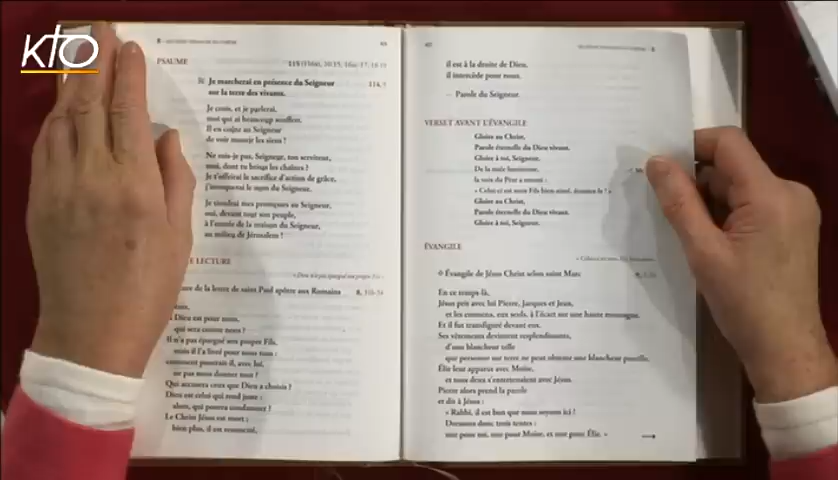 KTO
PSAUME
115 (116b), 10.15, 16ac-17, 18-19
℟ Je marcherai en présence du Seigneur
sur la terre des vivants.
114, 9
Je crois, et je parlerai,
moi qui ai beaucoup souffert.
Il en coûte au Seigneur
de voir mourir les siens !
Ne suis-je pas, Seigneur, ton serviteur,
moi, dont tu brisas les chaînes ?
Je t'offrirai le sacrifice d'action de grâce,
j'invoquerai le nom du Seigneur.
Je tiendrai mes promesses au Seigneur,
oui, devant tout son peuple,
à l'entrée de la maison du Seigneur,
au milieu de Jérusalem !
LECTURE
« Dieu n'a pas épargné son propre Fils »
de la lettre de saint Paul apôtre aux Romains
8, 31b-34
Dieu est pour nous,
qui sera contre nous ?
Il n'a pas épargné son propre Fils,
mais il l'a livré pour nous tous :
comment pourrait-il, avec lui,
ne pas nous donner tout ?
Qui accusera ceux que Dieu a choisis ?
Dieu est celui qui rend juste :
alors, qui pourra condamner ?
Le Christ Jésus est mort ;
bien plus, il est ressuscité,
il est à la droite de Dieu,
il intercède pour nous.
– Parole du Seigneur.
VERSET AVANT L'ÉVANGILE
Gloire au Christ,
Parole éternelle du Dieu vivant.
Gloire à toi, Seigneur.
De la nuée lumineuse,
la voix du Père a retenti :
« Celui-ci est mon Fils bien-aimé, écoutez-le ! »
Gloire au Christ,
Parole éternelle du Dieu vivant.
Gloire à toi, Seigneur.
ÉVANGILE
« Celui-ci est mon Fils bien-aimé »
Évangile de Jésus Christ selon saint Marc
En ce temps-là,
Jésus prit avec lui Pierre, Jacques et Jean,
et les emmena, eux seuls, à l'écart sur une haute montagne.
Et il fut transfiguré devant eux.
Ses vêtements devinrent resplendissants,
d'une blancheur telle
que personne sur terre ne peut obtenir une blancheur pareille.
Élie leur apparut avec Moïse,
et tous deux s'entretenaient avec Jésus.
Pierre alors prend la parole
et dit à Jésus :
« Rabbi, il est bon que nous soyons ici !
Dressons donc trois tentes :
une pour toi, une pour Moïse, et une pour Élie. »